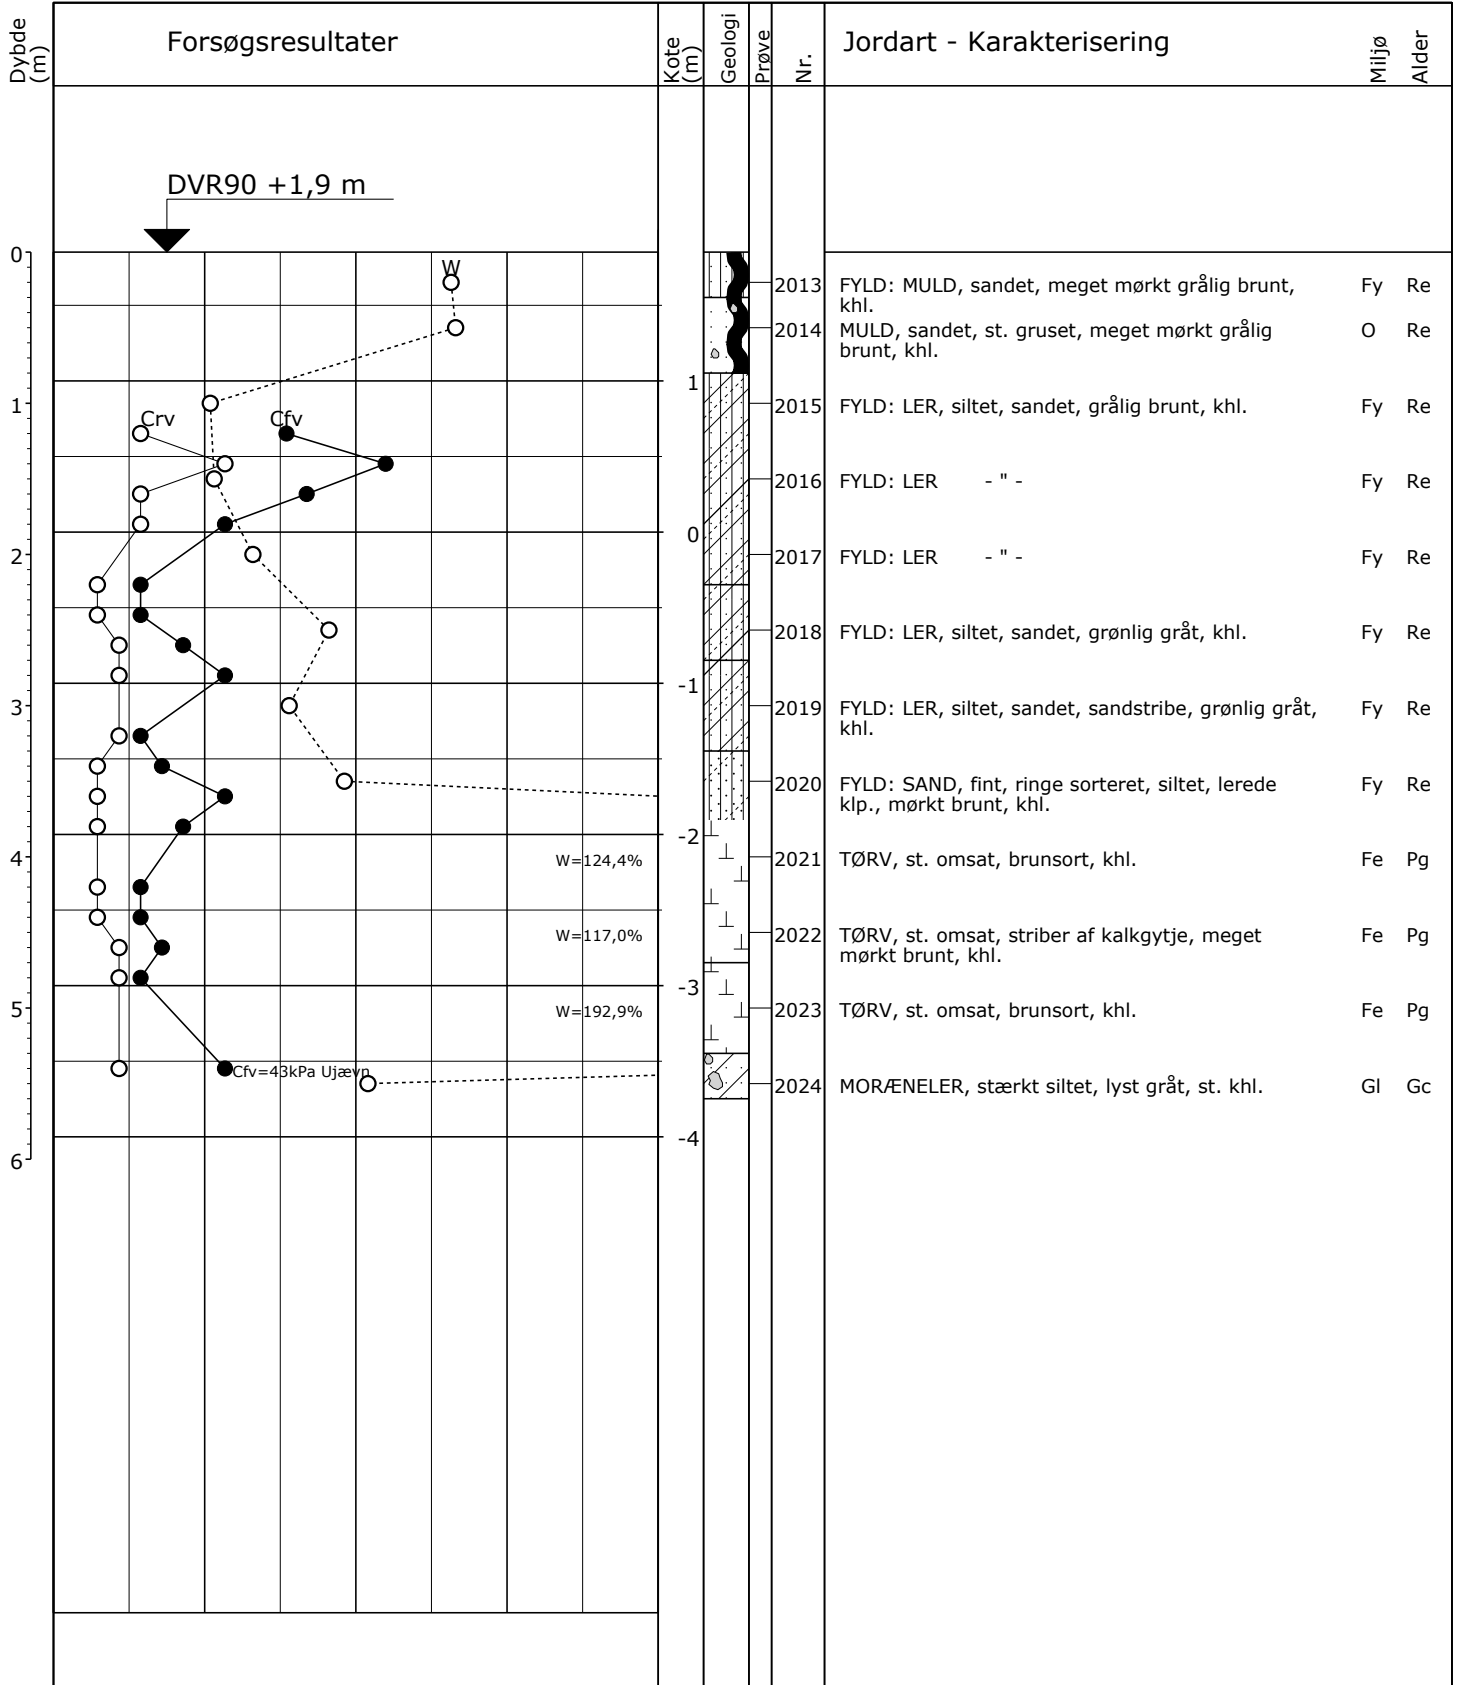 Dybde (m)
Forsøgsresultater
Kote (m)
Geologi
Prøve
Nr.
Jordart - Karakterisering
Miljø
Alder
DVR90 +1,9 m
0
W
2013 FYLD: MULD, sandet, meget mørkt grålig brunt, Fy Re
khl.
2014 MULD, sandet, st. gruset, meget mørkt grålig O Re
brunt, khl.
1
1 2015 FYLD: LER, siltet, sandet, grålig brunt, khl. Fy Re
Crv Cfv
2016 FYLD: LER - " - Fy Re
0
2 2017 FYLD: LER - " - Fy Re
2018 FYLD: LER, siltet, sandet, grønlig gråt, khl. Fy Re
-1
3 2019 FYLD: LER, siltet, sandet, sandstribe, grønlig gråt, Fy Re
khl.
2020 FYLD: SAND, fint, ringe sorteret, siltet, lerede Fy Re
klp., mørkt brunt, khl.
-2
4 W=124,4% 2021 TØRV, st. omsat, brunsort, khl. Fe Pg
W=117,0% 2022 TØRV, st. omsat, striber af kalkgytje, meget Fe Pg
mørkt brunt, khl.
-3
5 W=192,9% 2023 TØRV, st. omsat, brunsort, khl. Fe Pg
Cfv=43kPa Ujævn
2024 MORÆNELER, stærkt siltet, lyst gråt, st. khl. Gl Gc
-4
6